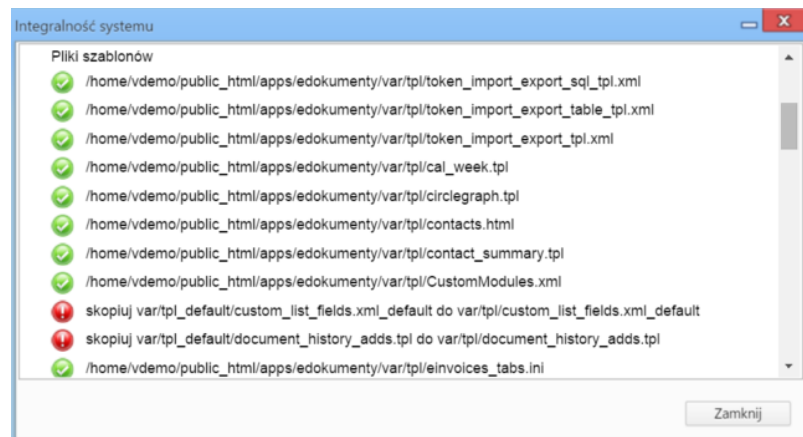 Integralność systemu
Pliki szablonów
/home/vdemo/public_html/apps/edokumenty/var/tpl/token_import_export_sql_tpl.xml
/home/vdemo/public_html/apps/edokumenty/var/tpl/token_import_export_table_tpl.xml
/home/vdemo/public_html/apps/edokumenty/var/tpl/token_import_export_tpl.xml
/home/vdemo/public_html/apps/edokumenty/var/tpl/cal_week.tpl
/home/vdemo/public_html/apps/edokumenty/var/tpl/circlegraph.tpl
/home/vdemo/public_html/apps/edokumenty/var/tpl/contacts.html
/home/vdemo/public_html/apps/edokumenty/var/tpl/contact_summary.tpl
/home/vdemo/public_html/apps/edokumenty/var/tpl/CustomModules.xml
skopiuj var/tpl_default/custom_list_fields.xml_default do var/tpl/custom_list_fields.xml_default
skopiuj var/tpl_default/document_history_adds.tpl do var/tpl/document_history_adds.tpl
/home/vdemo/public_html/apps/edokumenty/var/tpl/einvoices_tabs.ini
Zamknij